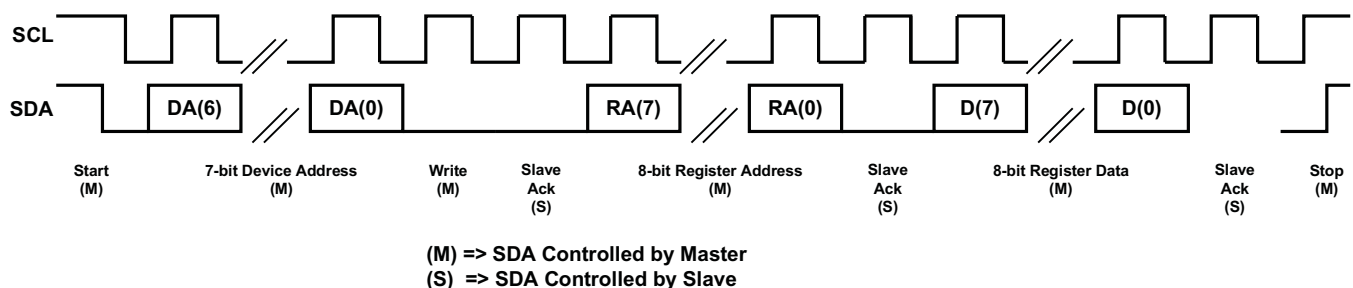 SCL
SDA
DA(6)
DA(0)
RA(7)
RA(0)
D(7)
D(0)
Start
(M)
7-bit Device Address
(M)
Write
(M)
Slave
Ack
(S)
8-bit Register Address
(M)
Slave
Ack
(S)
8-bit Register Data
(M)
Slave
Ack
(S)
Stop
(M)
(M) => SDA Controlled by Master
(S) => SDA Controlled by Slave